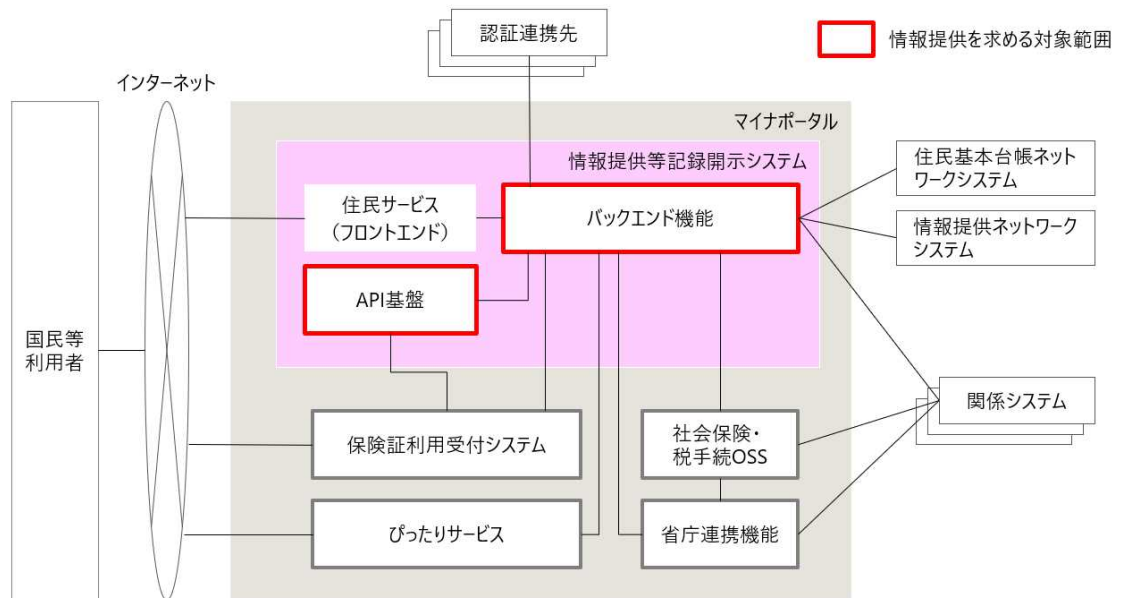 認証連携先
情報提供を求める対象範囲
インターネット
マイナポータル
情報提供等記録開示システム
住民基本台帳ネット
ワークシステム
住民サービス
(フロントエンド)
バックエンド機能
情報提供ネットワーク
システム
API基盤
国民等
利用者
関係システム
保険証利用受付システム
社会保険・
税手続OSS
ぴったりサービス
省庁連携機能